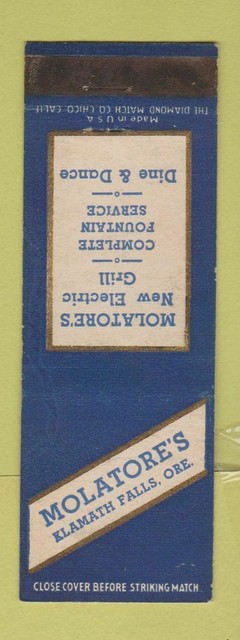 THE DIAMOND MATCH CO. CHICO, CALIF.
Made in U.S.A.
MOLATORE'S
New Electric
Grill
COMPLETE
FOUNTAIN
SERVICE
Dine & Dance
MOLATORE'S
KLAMATH FALLS, ORE.
CLOSE COVER BEFORE STRIKING MATCH